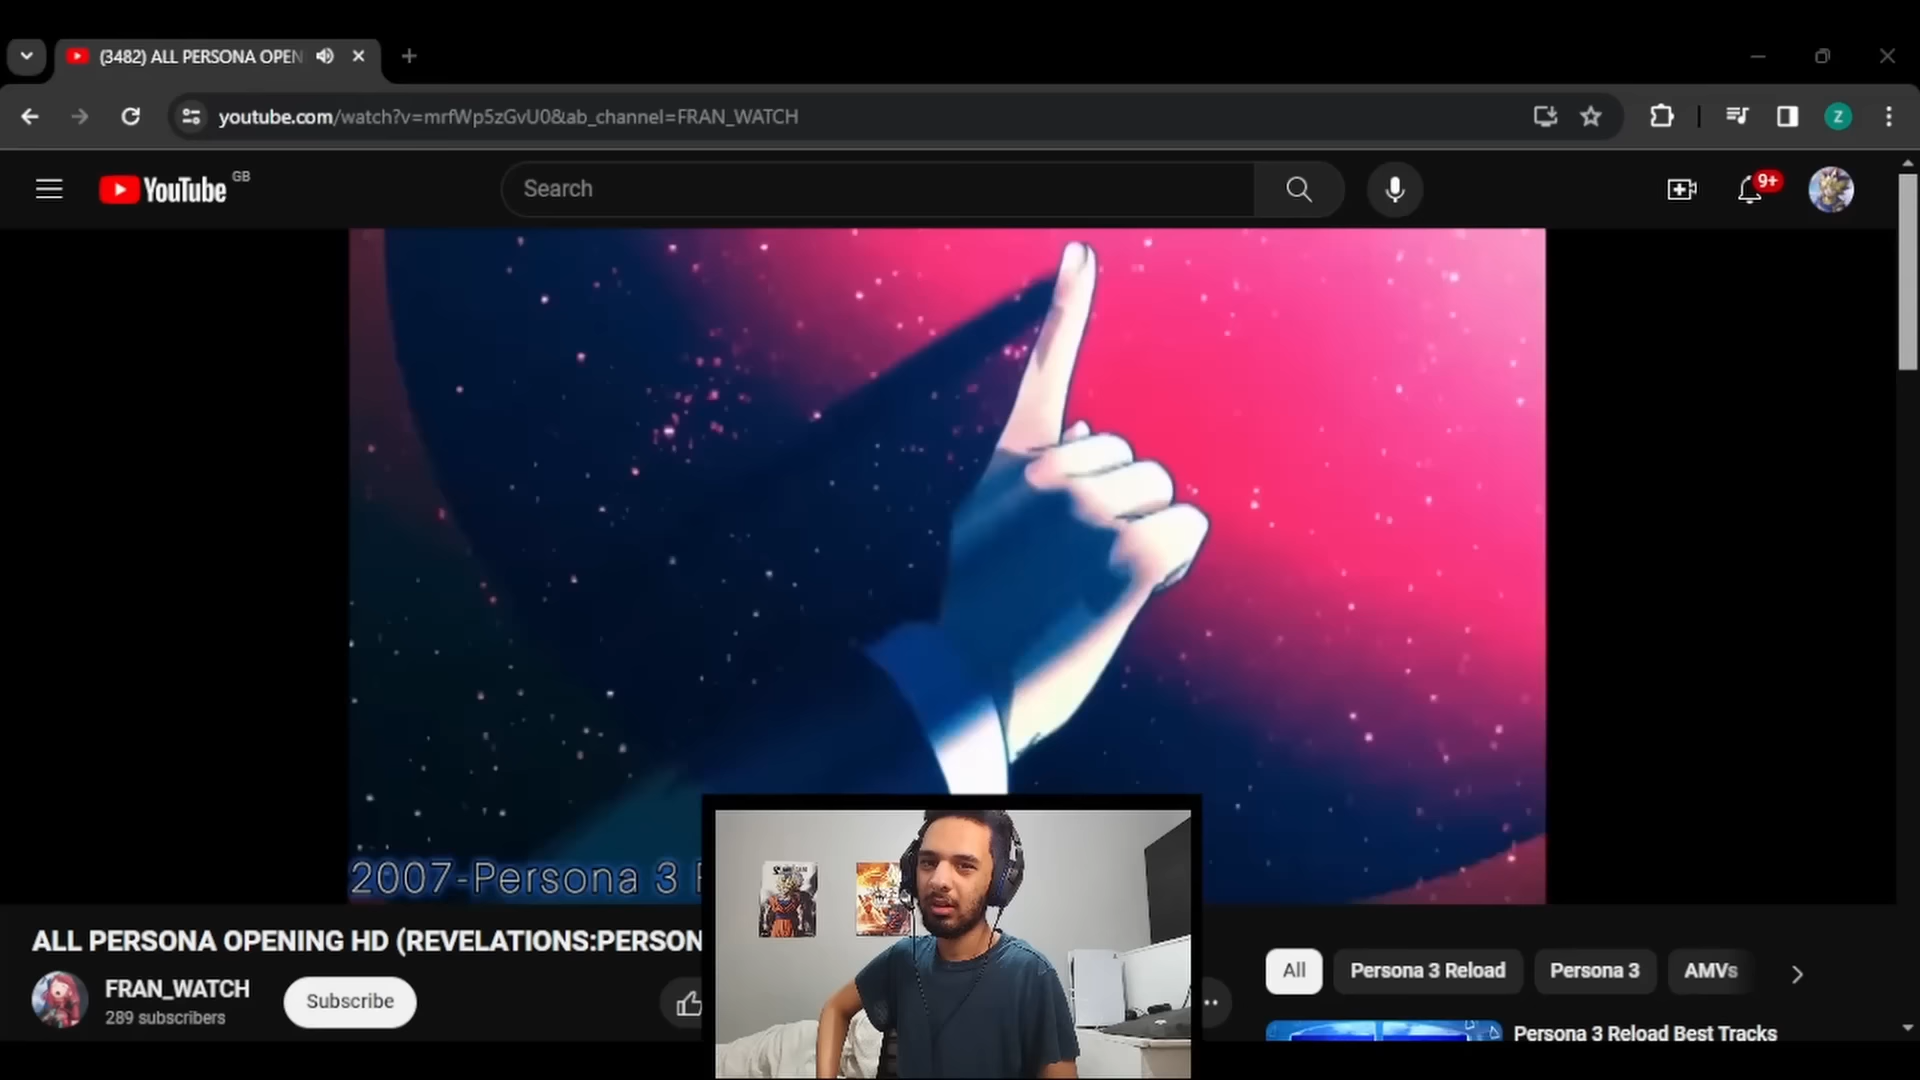 (3482) ALL PERSONA OPEN
youtube.com/watch?v=mrfWp5zGvU0&ab_channel=FRAN_WATCH
Z
YouTube GB
Search
9+
2007-Persona 3
ALL PERSONA OPENING HD (REVELATIONS:PERSON
FRAN_WATCH
289 subscribers
Subscribe
All
Persona 3 Reload
Persona 3
AMVs
Persona 3 Reload Best Tracks